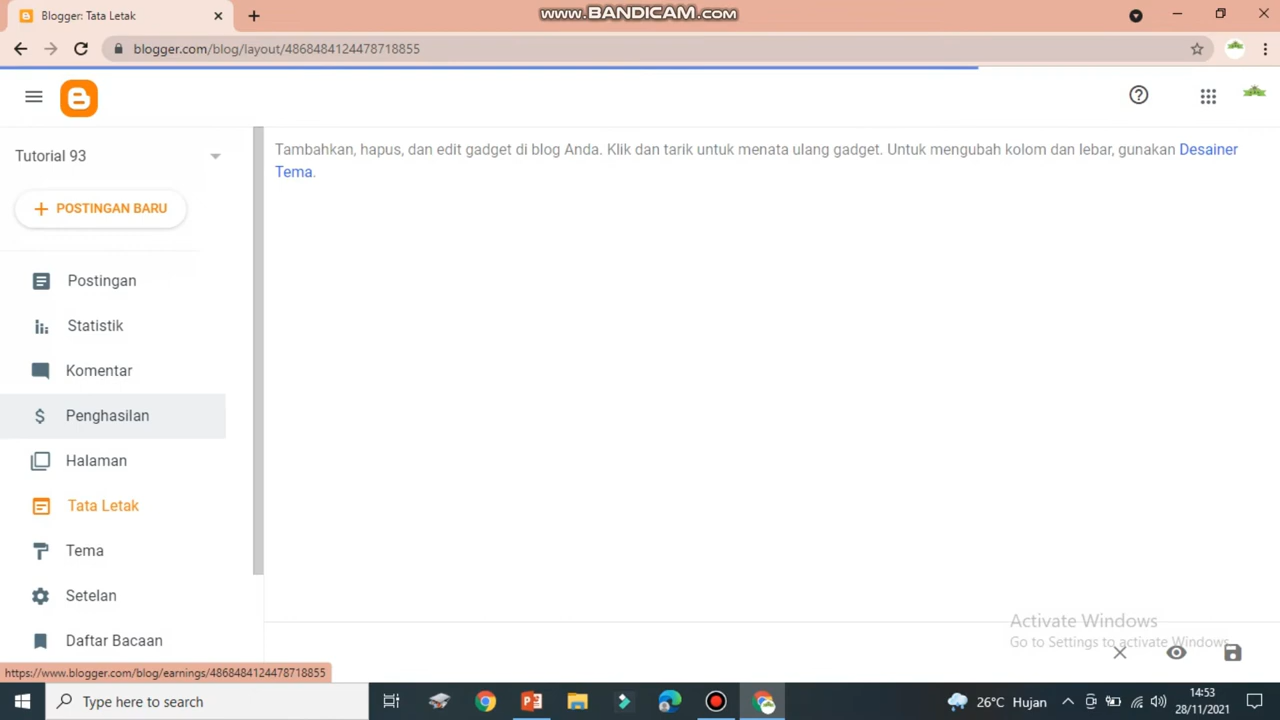 Blogger: Tata Letak
www.BANDICAM.com
blogger.com/blog/layout/4868484124478718855
Tutorial 93
+ POSTINGAN BARU
Postingan
Statistik
Komentar
Penghasilan
Halaman
Tata Letak
Tema
Setelan
Daftar Bacaan
Tambahkan, hapus, dan edit gadget di blog Anda. Klik dan tarik untuk menata ulang gadget. Untuk mengubah kolom dan lebar, gunakan Desainer
Tema.
Activate Windows
Go to Settings to activate Windows.
https://www.blogger.com/blog/earnings/4868484124478718855
Type here to search
26°C Hujan
14:53
28/11/2021